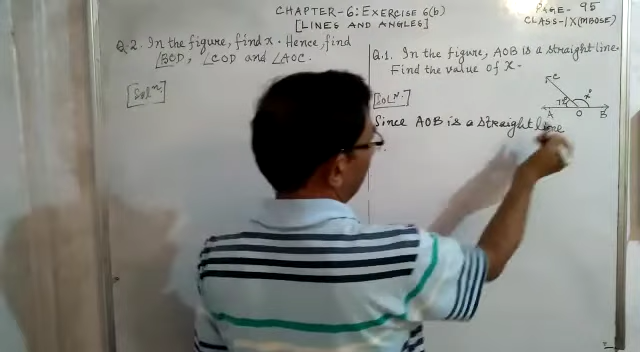 CHAPTER-6: EXERCISE 6(b)
[LINES AND ANGLES]
PAGE- 95
CLASS-IX(MBOSE)
Q.2. In the figure, find x. Hence, find
∠BOD, ∠COD and ∠AOC.
[Solⁿ]
Q.1. In the figure, AOB is a straight line.
Find the value of x.
[SOLⁿ.]
C
x°
A O B
Since AOB is a straight line